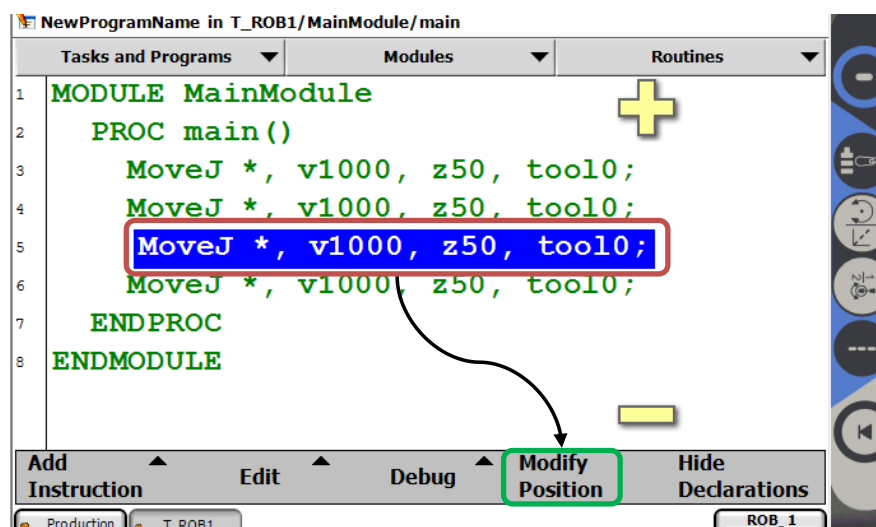 NewProgramName in T_ROB1/MainModule/main
Tasks and Programs Modules Routines
1 MODULE MainModule
2 PROC main()
3 MoveJ *, v1000, z50, tool0;
4 MoveJ *, v1000, z50, tool0;
5 MoveJ *, v1000, z50, tool0;
6 MoveJ *, v1000, z50, tool0;
7 ENDPROC
8 ENDMODULE
Add Instruction Edit Debug Modify Position Hide Declarations
Production T_ROB1 ROB_1